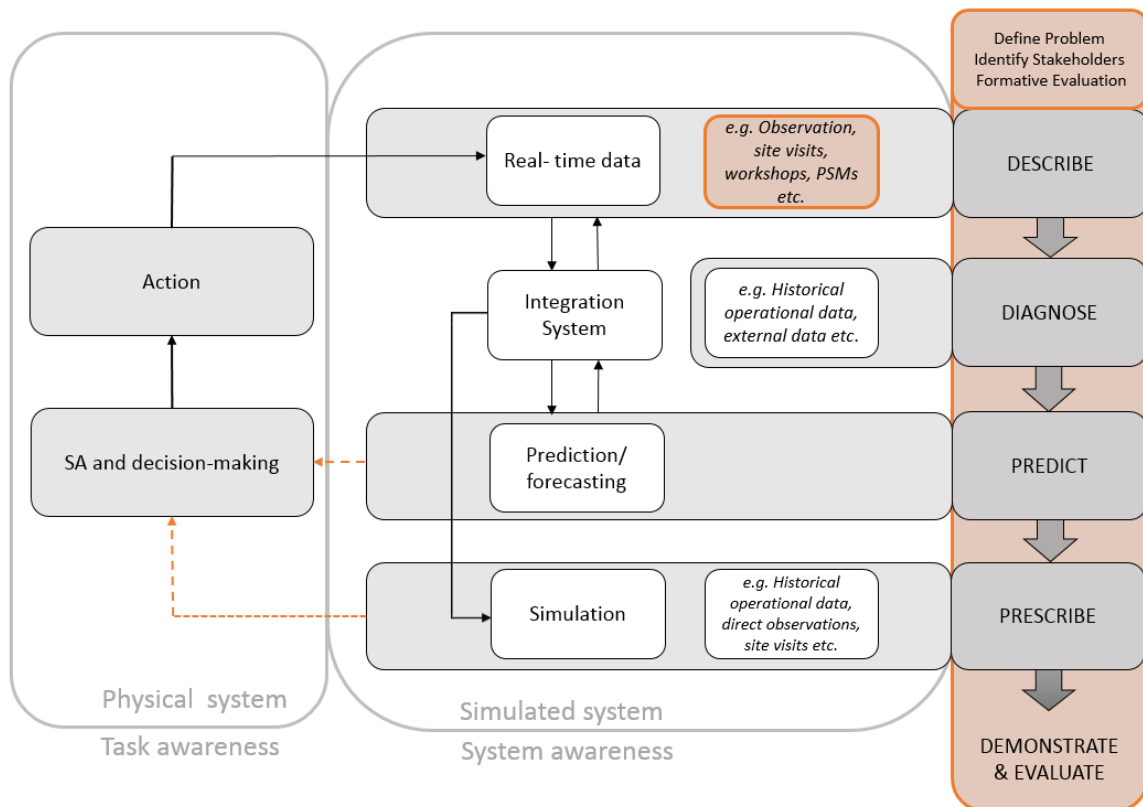 Define Problem
Identify Stakeholders
Formative Evaluation
Real- time data
e.g. Observation,
site visits,
workshops, PSMs
etc.
DESCRIBE
Action
Integration
System
e.g. Historical
operational data,
external data etc.
DIAGNOSE
SA and decision-making
Prediction/
forecasting
PREDICT
Simulation
e.g. Historical
operational data,
direct observations,
site visits etc.
PRESCRIBE
Physical system
Task awareness
Simulated system
System awareness
DEMONSTRATE
& EVALUATE